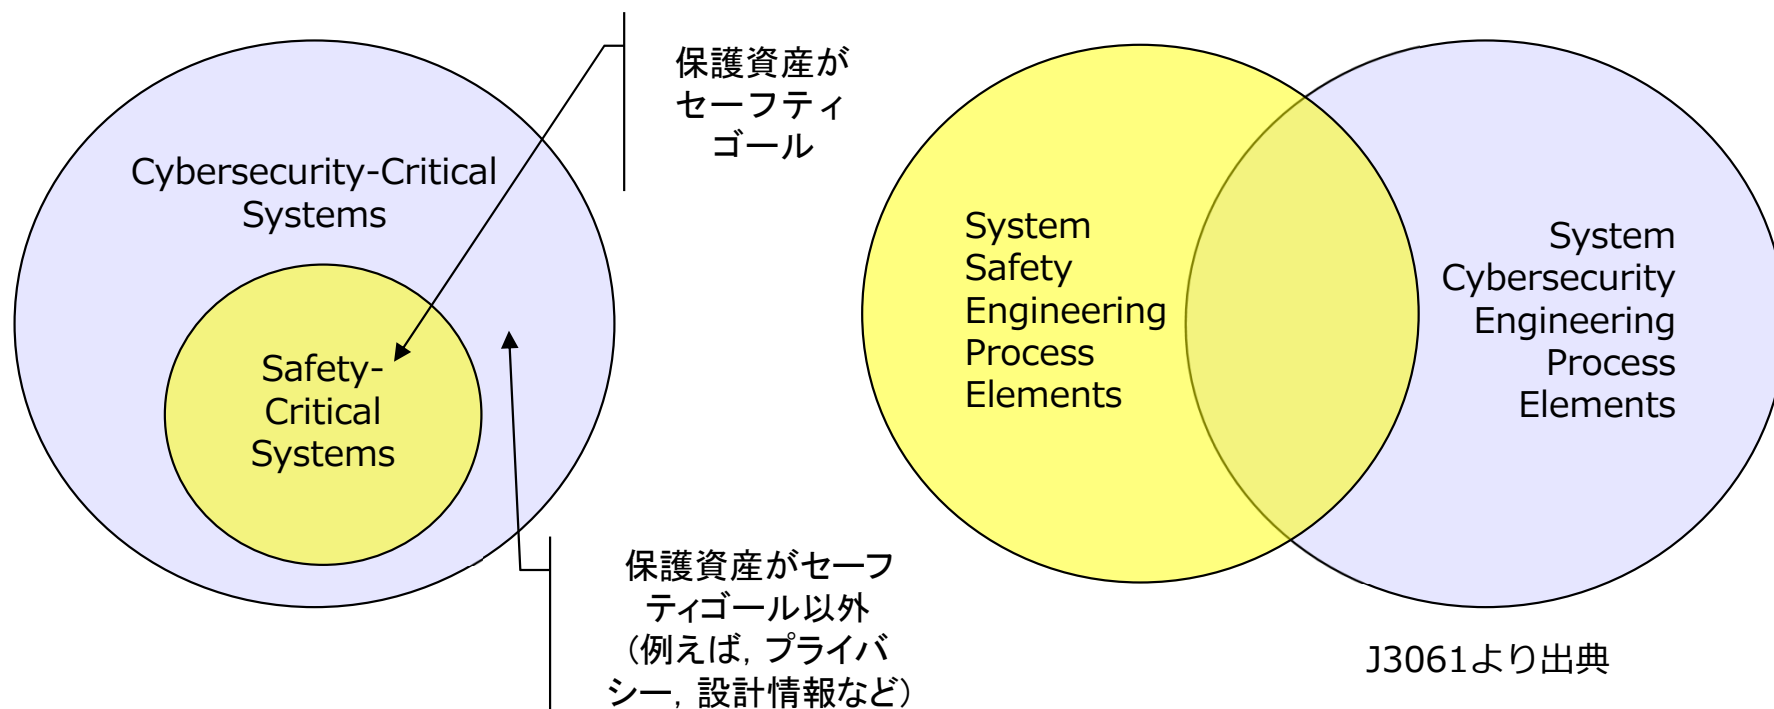 保護資産が
セーフティ
ゴール
Cybersecurity-Critical
Systems
Safety-
Critical
Systems
保護資産がセーフ
ティゴール以外
（例えば，プライバ
シー，設計情報など）
System
Safety
Engineering
Process
Elements
System
Cybersecurity
Engineering
Process
Elements
J3061より出典